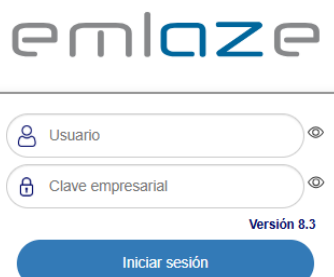 emlaze
Usuario
Clave empresarial
Versión 8.3
Iniciar sesión